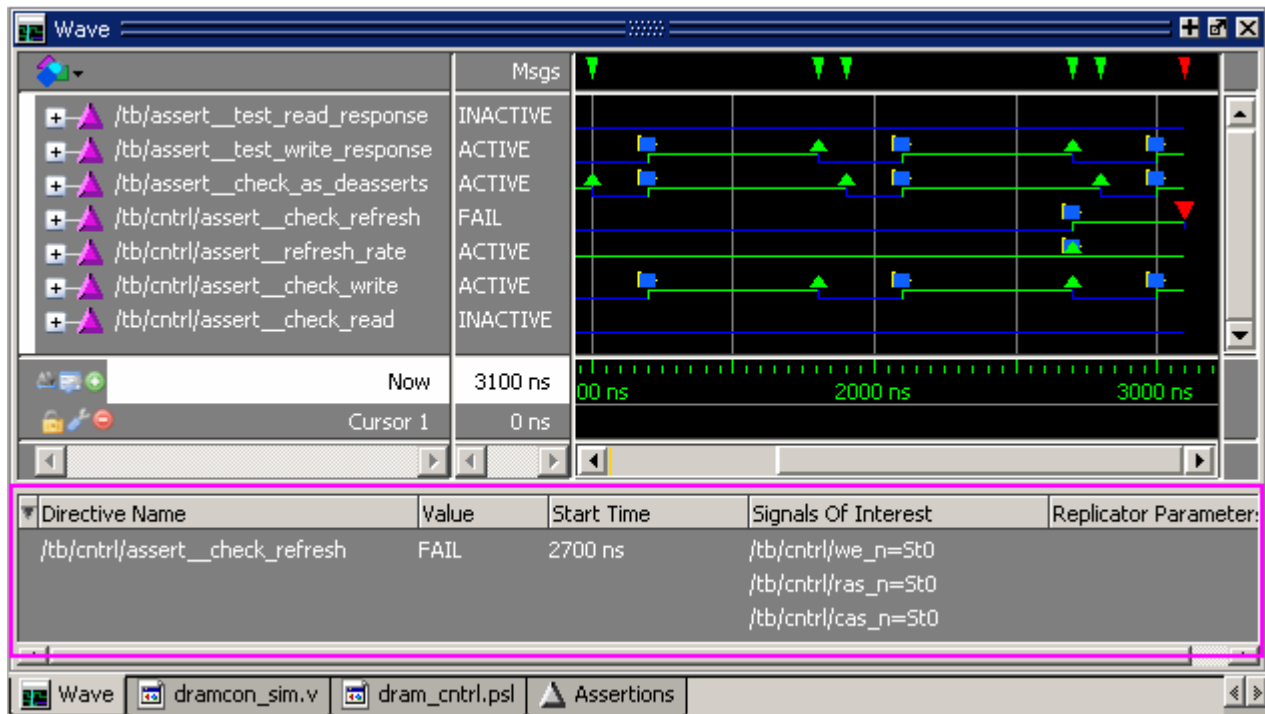 Wave
Msgs
/tb/assert__test_read_response INACTIVE
/tb/assert__test_write_response ACTIVE
/tb/assert__check_as_deasserts ACTIVE
/tb/cntrl/assert__check_refresh FAIL
/tb/cntrl/assert__refresh_rate ACTIVE
/tb/cntrl/assert__check_write ACTIVE
/tb/cntrl/assert__check_read INACTIVE
Now 3100 ns 00 ns 2000 ns 3000 ns
Cursor 1 0 ns
Directive Name Value Start Time Signals Of Interest Replicator Parameter
/tb/cntrl/assert__check_refresh FAIL 2700 ns /tb/cntrl/we_n=St0
/tb/cntrl/ras_n=St0
/tb/cntrl/cas_n=St0
Wave dramcon_sim.v dram_cntrl.psl Assertions